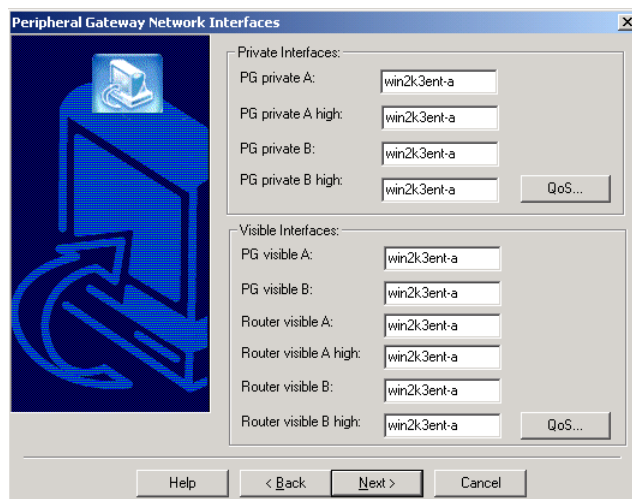 Peripheral Gateway Network Interfaces
Private Interfaces:
PG private A: win2k3ent-a
PG private A high: win2k3ent-a
PG private B: win2k3ent-a
PG private B high: win2k3ent-a QoS...
Visible Interfaces:
PG visible A: win2k3ent-a
PG visible B: win2k3ent-a
Router visible A: win2k3ent-a
Router visible A high: win2k3ent-a
Router visible B: win2k3ent-a
Router visible B high: win2k3ent-a QoS...
Help < Back Next > Cancel